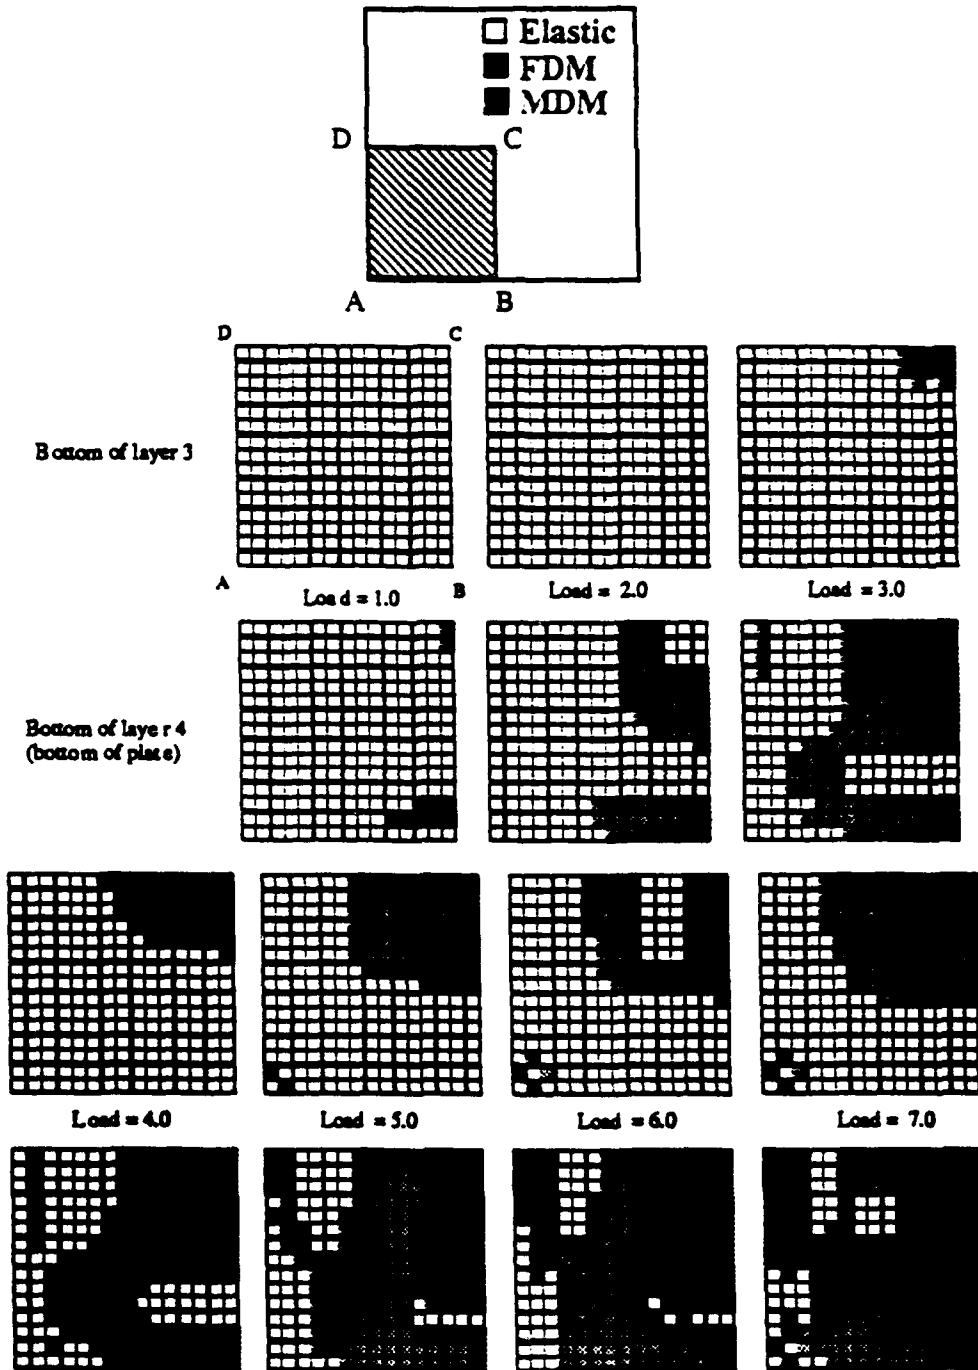 Elastic
FDM
MDM
D C
A B
D C
Bottom of layer 3
A B
Load = 1.0 Load = 2.0 Load = 3.0
Bottom of layer 4
(bottom of plate)
Load = 4.0 Load = 5.0 Load = 6.0 Load = 7.0